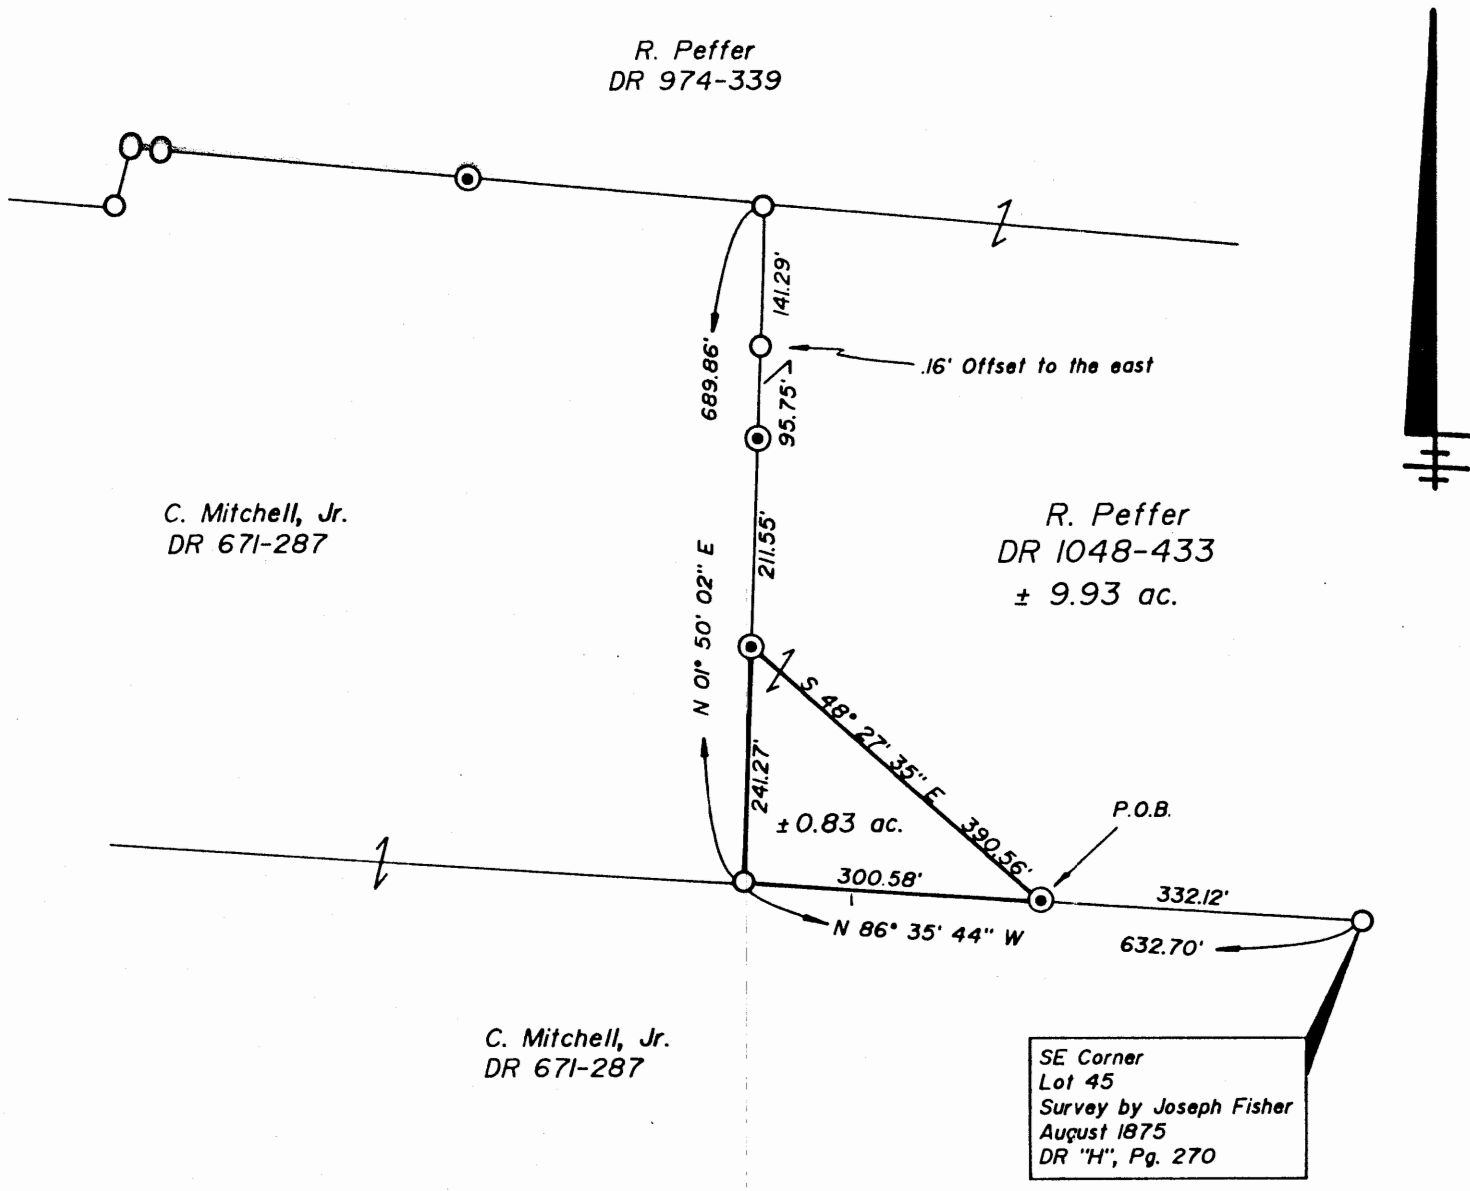 R. Peffer
DR 974-339
141.29'
689.86'
.16' Offset to the east
95.75'
C. Mitchell, Jr.
DR 671-287
R. Peffer
DR 1048-433
± 9.93 ac.
211.55'
N 01° 50' 02" E
S 48° 27' 35" E 390.56'
241.27'
± 0.83 ac.
P.O.B.
300.58'
332.12'
N 86° 35' 44" W
632.70'
C. Mitchell, Jr.
DR 671-287
SE Corner
Lot 45
Survey by Joseph Fisher
August 1875
DR "H", Pg. 270